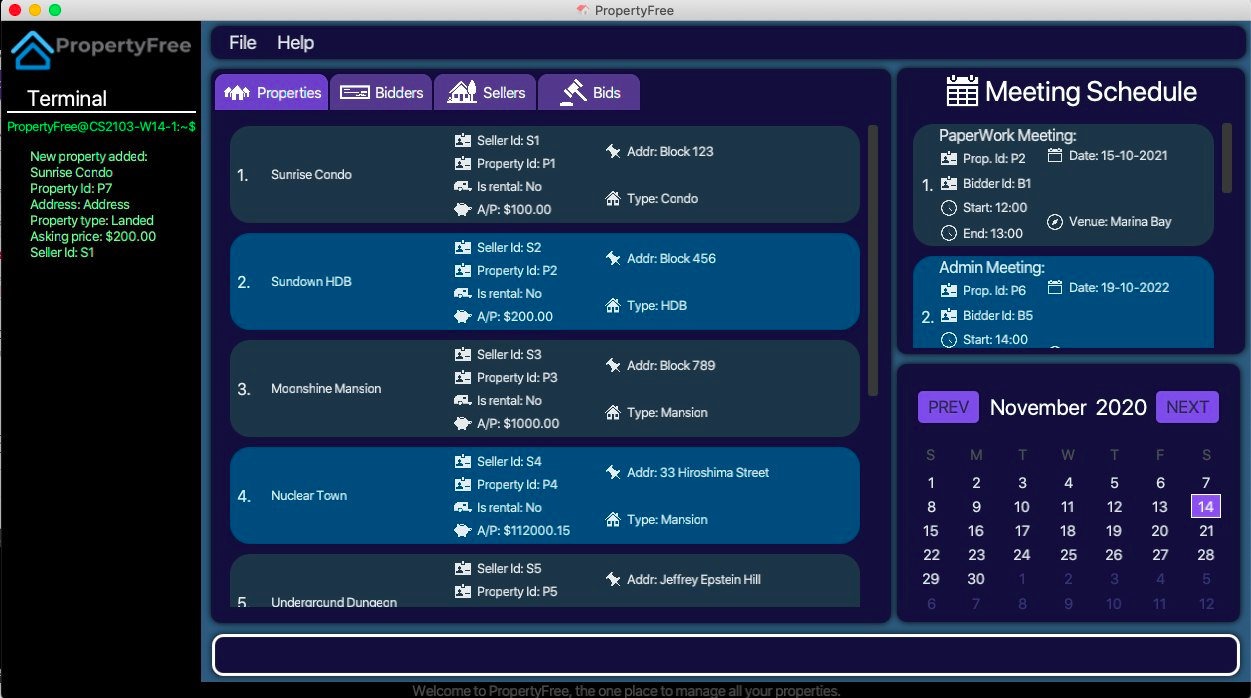 PropertyFree
PropertyFree
Terminal
PropertyFree@CS2103-W14-1:~$
New property added:
Sunrise Condo
Property Id: P7
Address: Address
Property type: Landed
Asking price: $200.00
Seller Id: S1
File Help
Properties Bidders Sellers Bids
1. Sunrise Condo
Seller Id: S1
Property Id: P1
Is rental: No
A/P: $100.00
Addr: Block 123
Type: Condo
2. Sundown HDB
Seller Id: S2
Property Id: P2
Is rental: No
A/P: $200.00
Addr: Block 456
Type: HDB
3. Moonshine Mansion
Seller Id: S3
Property Id: P3
Is rental: No
A/P: $1000.00
Addr: Block 789
Type: Mansion
4. Nuclear Town
Seller Id: S4
Property Id: P4
Is rental: No
A/P: $112000.15
Addr: 33 Hiroshima Street
Type: Mansion
5. Underground Dungeon
Seller Id: S5
Property Id: P5
Addr: Jeffrey Epstein Hill
Meeting Schedule
1. PaperWork Meeting:
Prop. Id: P2
Bidder Id: B1
Start: 12:00
End: 13:00
Date: 15-10-2021
Venue: Marina Bay
2. Admin Meeting:
Prop. Id: P6
Bidder Id: B5
Start: 14:00
Date: 19-10-2022
PREV November 2020 NEXT
S M T W T F S
1 2 3 4 5 6 7
8 9 10 11 12 13 14
15 16 17 18 19 20 21
22 23 24 25 26 27 28
29 30 1 2 3 4 5
6 7 8 9 10 11 12
Welcome to PropertyFree, the one place to manage all your properties.